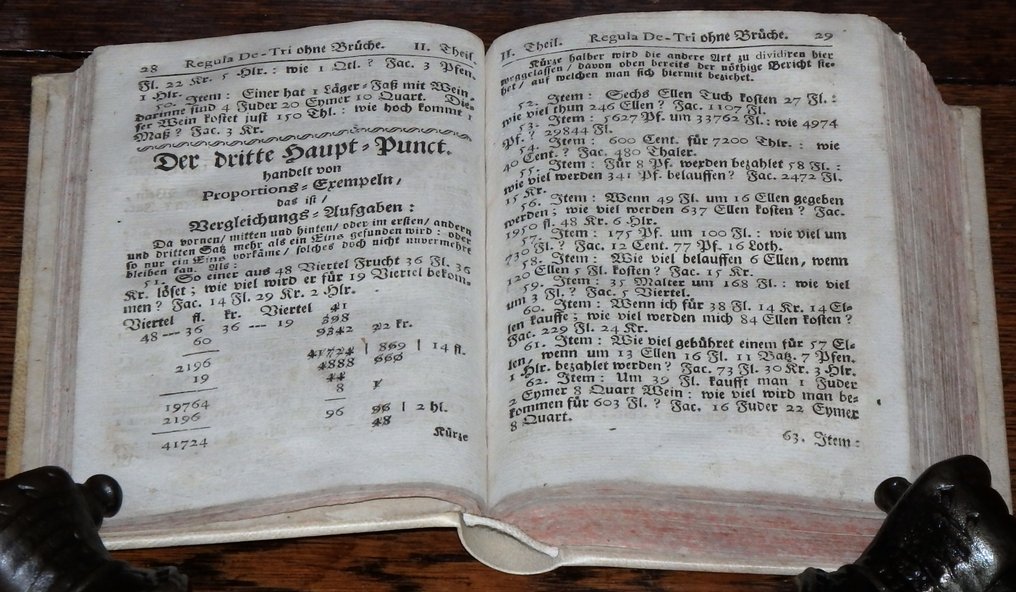 28 Regula De-Tri ohne Brüche. II. Theil.
Fl. 22 Kr. 5 Hlr.: wie 1 Qtl.? Fac. 3 Pfen.
1 Hlr.
50. Item: Einer hat 1 Läger-Faß mit Wein/
darinne sind 4 Fuder 20 Eymer 10 Quart. Die-
ser Wein kostet just 150 Thl.: wie hoch kommt 1
Maß? Fac. 3 Kr.
Der dritte Haupt-Punct.
handelt von
Proportions-Exempeln/
das ist/
Vergleichungs-Aufgaben:
Da vornen/ mitten und hinten/ oder im ersten/ andern
und dritten Satz mehr als ein Eins gefunden wird: oder
so nur ein Eins vorkäme/ solches doch nicht unvermehrt
bleiben kan. Als:
51. So einer aus 48 Viertel Frucht 36 Fl. 36
Kr. löset; wie viel wird er für 19 Viertel bekom-
men? Fac. 14 Fl. 29 Kr. 2 Hlr.
Viertel fl. kr. Viertel
48 --- 36 36 --- 19
60
2196
19
19764
2196
41724
41
398
9342 22 kr.
41724 | 869 | 14 fl.
4888 666
44
8
96 96 | 2 hl.
48
Kürze
II. Theil. Regula De-Tri ohne Brüche. 29
Kürze halber wird die andere Art zu dividiren hier
weggelassen/ davon oben bereits der nöthige Bericht ste-
het/ auf welchen man sich hiermit beziehet.
52. Item: Sechs Ellen Tuch kosten 27 Fl.:
wie viel thun 246 Ellen? Fac. 1107 Fl.
53. Item: 5627 Pf. um 33762 Fl.: wie 4974
Pf.? 29844 Fl.
54. Item: 600 Cent. für 7200 Thlr.: wie
40 Cent.? Fac. 480 Thaler.
55. Item: Für 8 Pf. werden bezahlet 58 Fl.:
wie viel werden 341 Pf. belauffen? Fac. 2472 Fl.
15 Kr.
56. Item: Wenn 49 Fl. um 16 Ellen gegeben
werden; wie viel werden 637 Ellen kosten? Fac.
1950 fl. 48 Kr. 6 Hlr.
57. Item: 175 Pf. um 100 Fl.: wie viel um
730 Fl.? Fac. 12 Cent. 77 Pf. 16 Loth.
58. Item: Wie viel belauffen 6 Ellen, wenn
120 Ellen 5 Fl. kosten? Fac. 15 Kr.
59. Item: 35 Malter um 168 Fl.: wie viel
um 3 Fl.? Fac. 5 Viertel.
60. Item: Wenn ich für 38 Fl. 14 Kr. 14 El-
len kauffe; wie viel werden mich 84 Ellen kosten?
Fac. 229 Fl. 24 Kr.
61. Item: Wie viel gebühret einem für 57 El-
len, wenn um 13 Ellen 16 Fl. 11 Batz. 7 Pfen.
1 Hlr. bezahlet werden? Fac. 73 Fl. 30 Kr. 3 Hlr.
62. Item: Um 39 Fl. kaufft man 1 Fuder
2 Eymer 8 Quart Wein: wie viel wird man be-
kommen für 603 Fl.? Fac. 16 Fuder 22 Eymer
8 Quart.
63. Item: